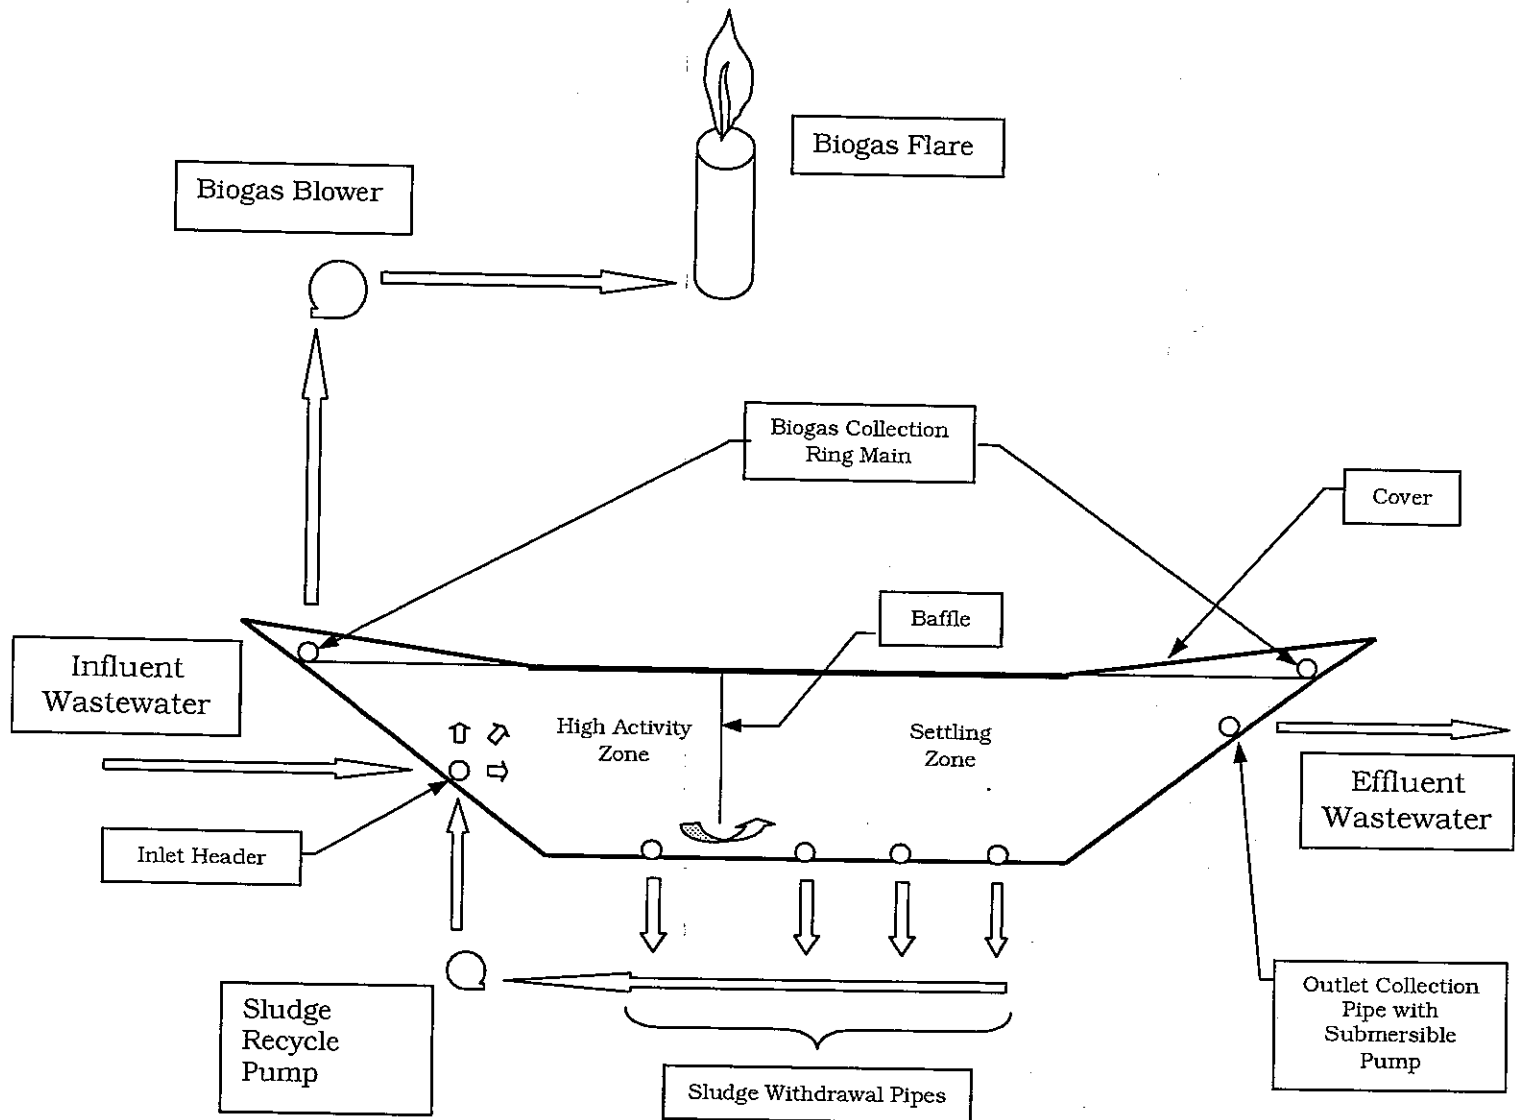 Biogas Flare
Biogas Blower
Biogas Collection
Ring Main
Cover
Baffle
Influent
Wastewater
High Activity
Zone
Settling
Zone
Effluent
Wastewater
Inlet Header
Sludge
Recycle
Pump
Outlet Collection
Pipe with
Submersible
Pump
Sludge Withdrawal Pipes